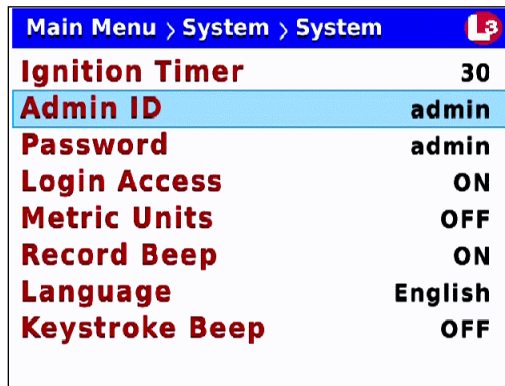 Main Menu > System > System L3
Ignition Timer 30
Admin ID admin
Password admin
Login Access ON
Metric Units OFF
Record Beep ON
Language English
Keystroke Beep OFF